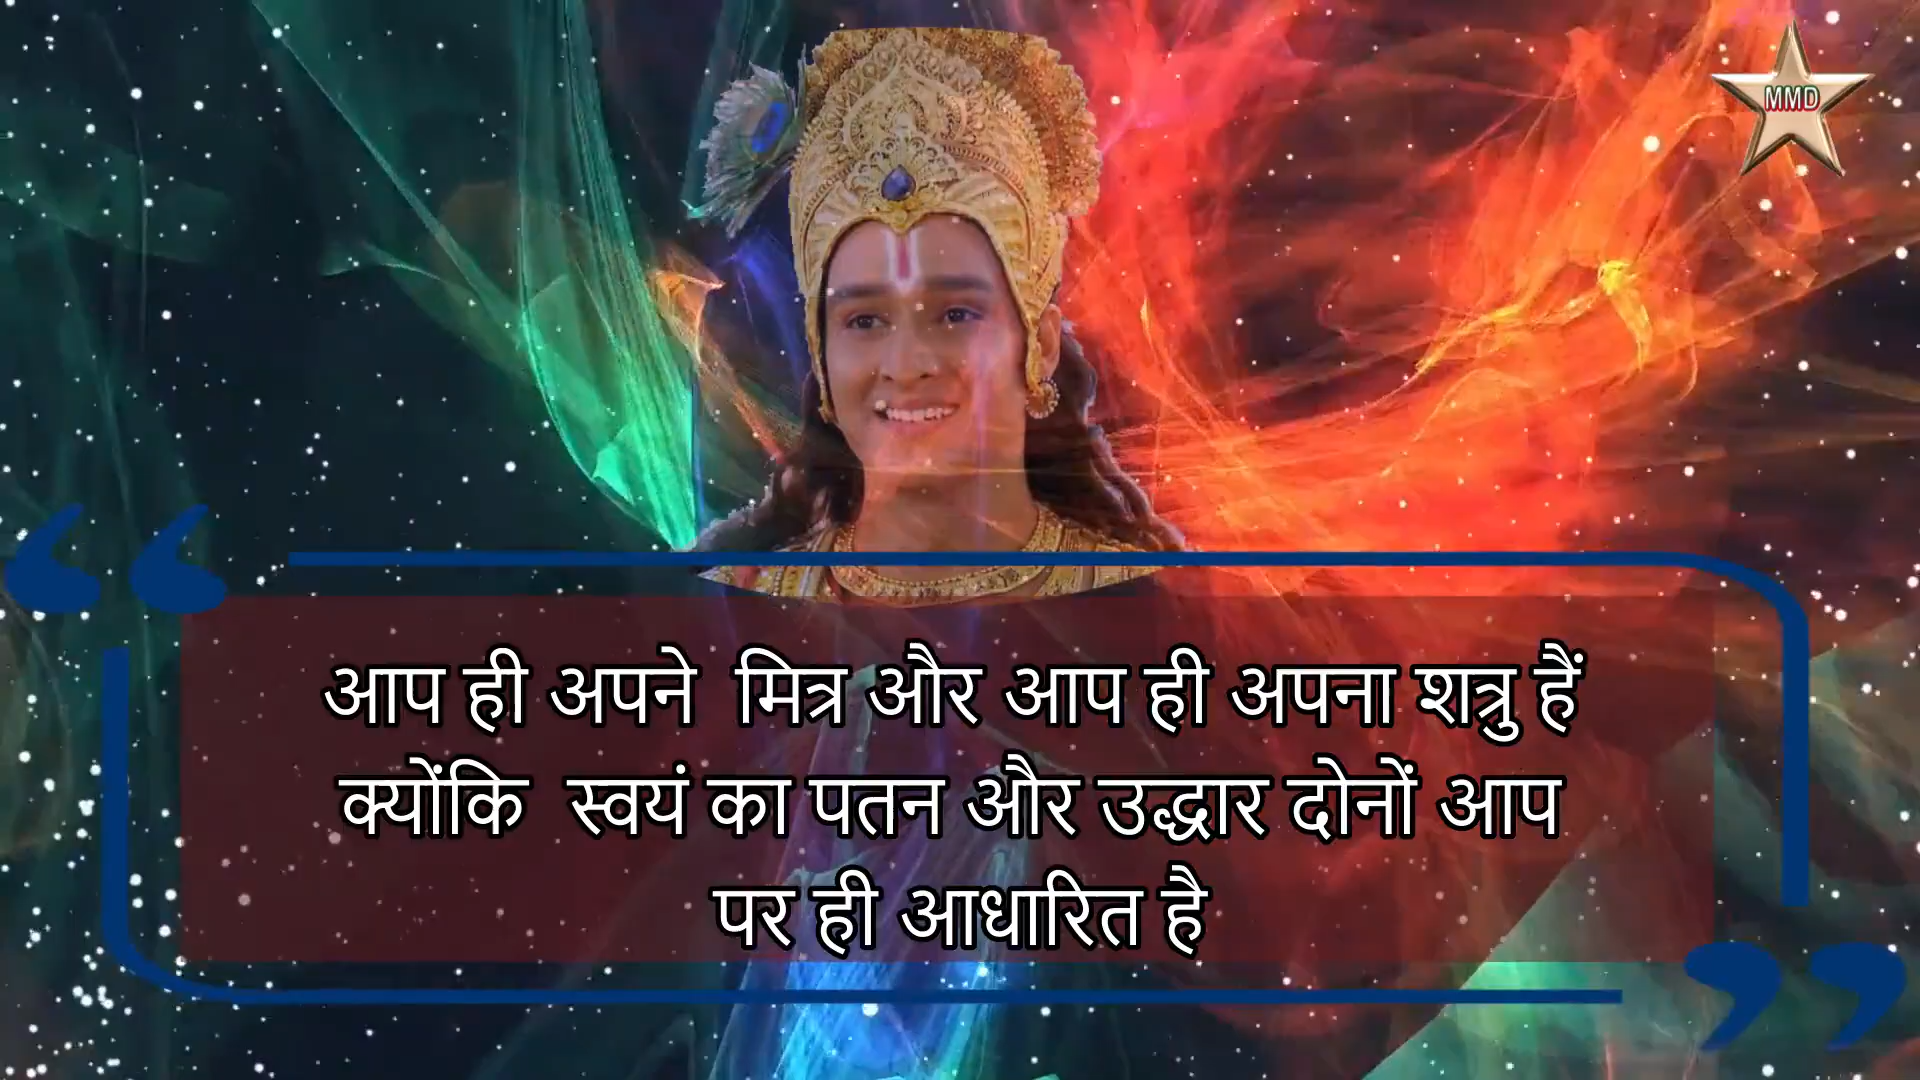 MMD
आप ही अपने मित्र और आप ही अपना शत्रु हैं
क्योंकि स्वयं का पतन और उद्धार दोनों आप
पर ही आधारित है